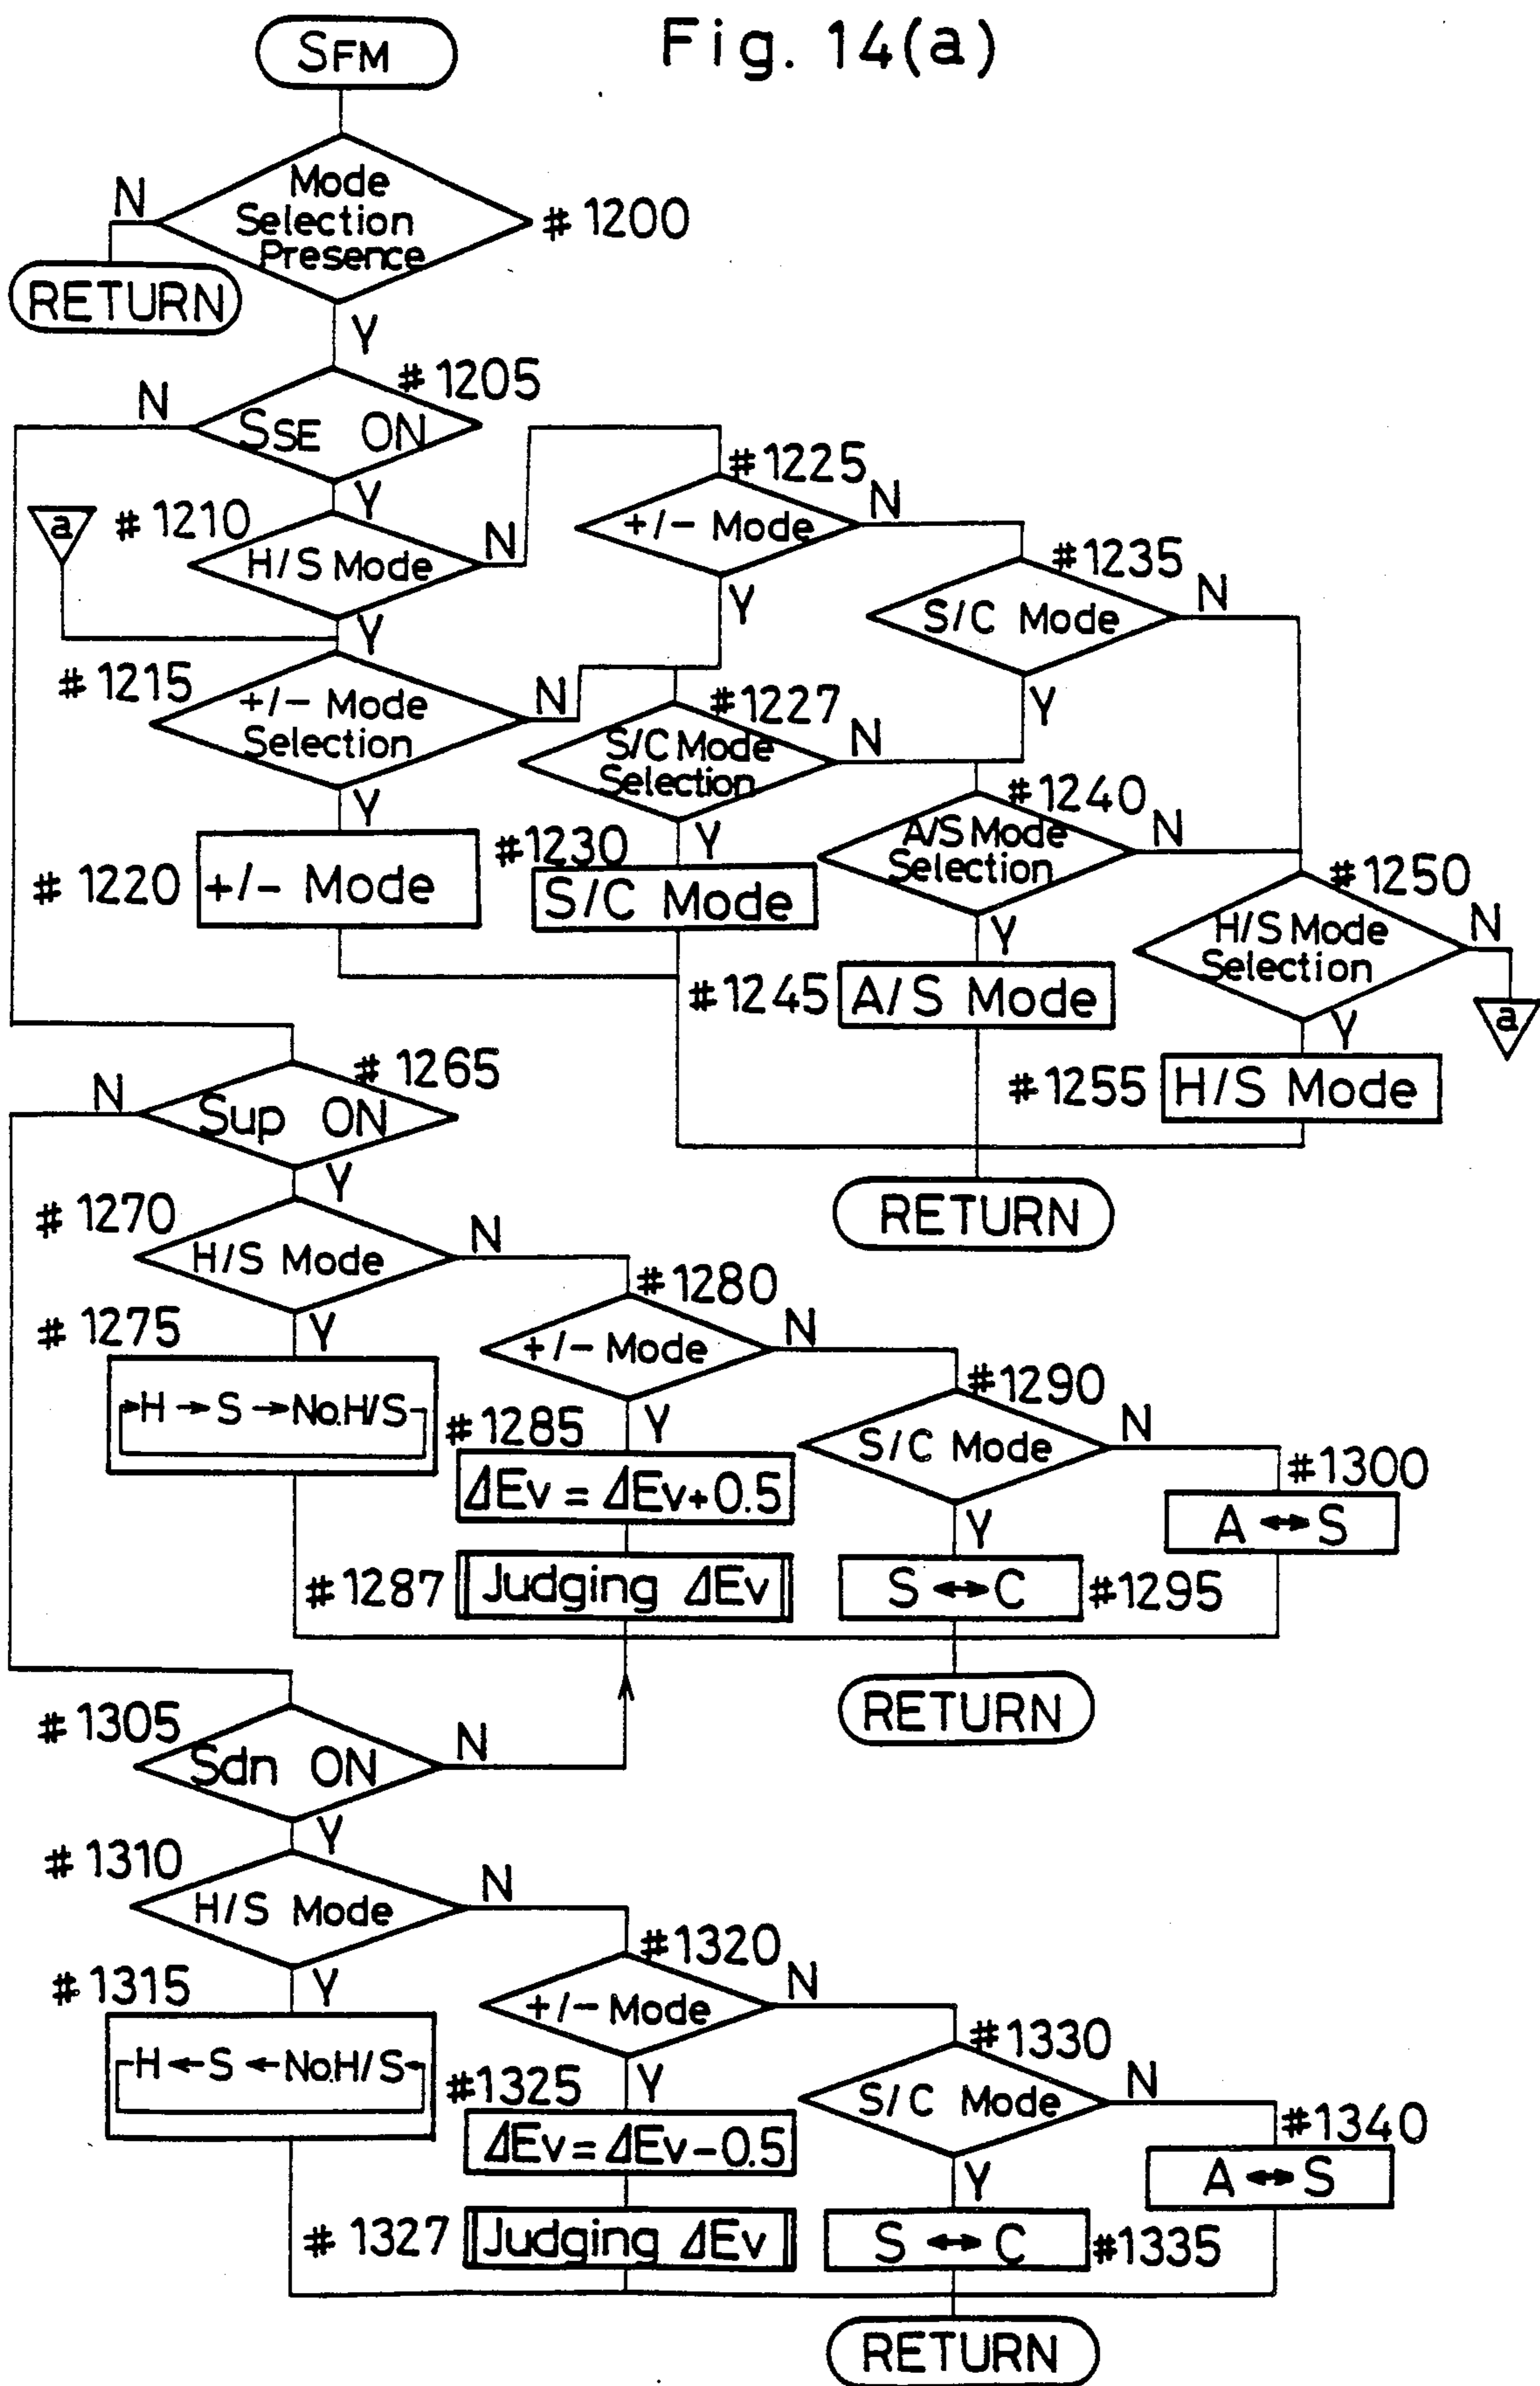 Fig. 14(a)
SFM
Mode
Selection
Presence
N
# 1200
RETURN
Y
# 1205
N
SSE ON
Y
a
# 1210
H/S Mode
N
Y
# 1225
+/- Mode
N
Y
# 1235
S/C Mode
N
Y
# 1215
+/- Mode
Selection
N
Y
# 1227
S/C Mode
Selection
N
Y
# 1240
A/S Mode
Selection
N
Y
# 1220
+/- Mode
# 1230
S/C Mode
# 1245
A/S Mode
# 1250
H/S Mode
Selection
N
a
Y
# 1255
H/S Mode
RETURN
# 1265
N
Sup ON
Y
# 1270
H/S Mode
N
Y
# 1275
→H → S → No.H/S
# 1280
+/- Mode
N
Y
# 1285
ΔEv = ΔEv+0.5
# 1287
Judging ΔEv
# 1290
S/C Mode
N
Y
S ↔ C
# 1295
# 1300
A ↔ S
RETURN
# 1305
Sdn ON
N
Y
# 1310
H/S Mode
N
Y
# 1315
H ← S ← No.H/S←
# 1320
+/- Mode
N
Y
# 1325
ΔEv = ΔEv-0.5
# 1327
Judging ΔEv
# 1330
S/C Mode
N
Y
S ↔ C
# 1335
# 1340
A ↔ S
RETURN